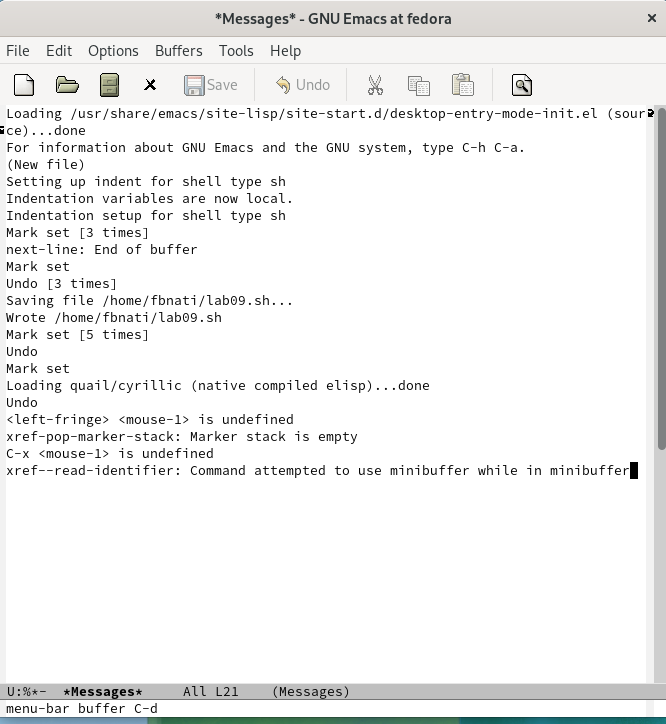 *Messages* - GNU Emacs at fedora
File Edit Options Buffers Tools Help
Save Undo
Loading /usr/share/emacs/site-lisp/site-start.d/desktop-entry-mode-init.el (sour
ce)...done
For information about GNU Emacs and the GNU system, type C-h C-a.
(New file)
Setting up indent for shell type sh
Indentation variables are now local.
Indentation setup for shell type sh
Mark set [3 times]
next-line: End of buffer
Mark set
Undo [3 times]
Saving file /home/fbnati/lab09.sh...
Wrote /home/fbnati/lab09.sh
Mark set [5 times]
Undo
Mark set
Loading quail/cyrillic (native compiled elisp)...done
Undo
<left-fringe> <mouse-1> is undefined
xref-pop-marker-stack: Marker stack is empty
C-x <mouse-1> is undefined
xref--read-identifier: Command attempted to use minibuffer while in minibuffer
U:%*- *Messages* All L21 (Messages)
menu-bar buffer C-d